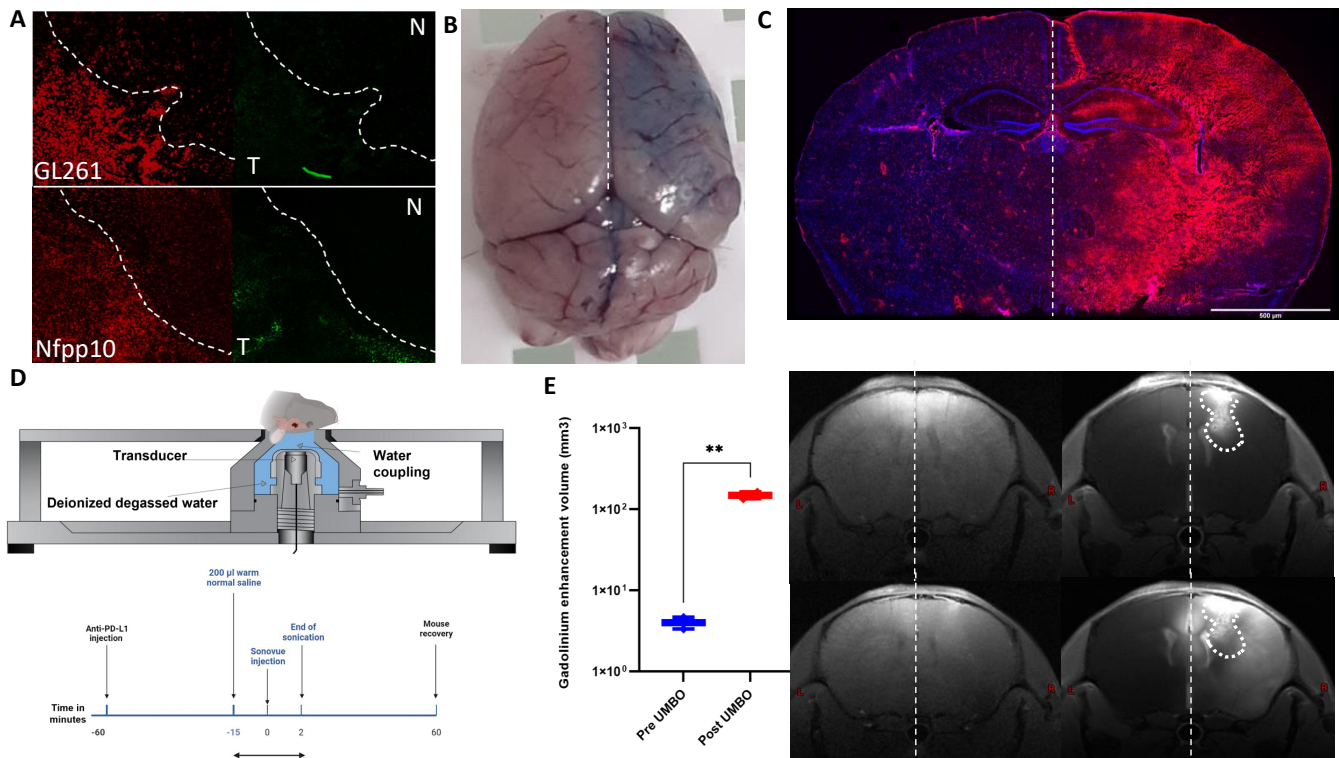 A
N
GL261
T
N
Nfpp10
T
B
C
500 µm
D
Transducer
Water
coupling
Deionized degassed water
200 µl warm
normal saline
Anti-PD-L1
injection
End of
sonication
Mouse
recovery
Sonovue
injection
Time in
minutes
-60
-15
0
2
60
E
Gadolinium enhancement volume (mm3)
1×10³
1×10²
1×10¹
1×10⁰
**
Pre UMBO
Post UMBO
L
R
R
L
R
L
R